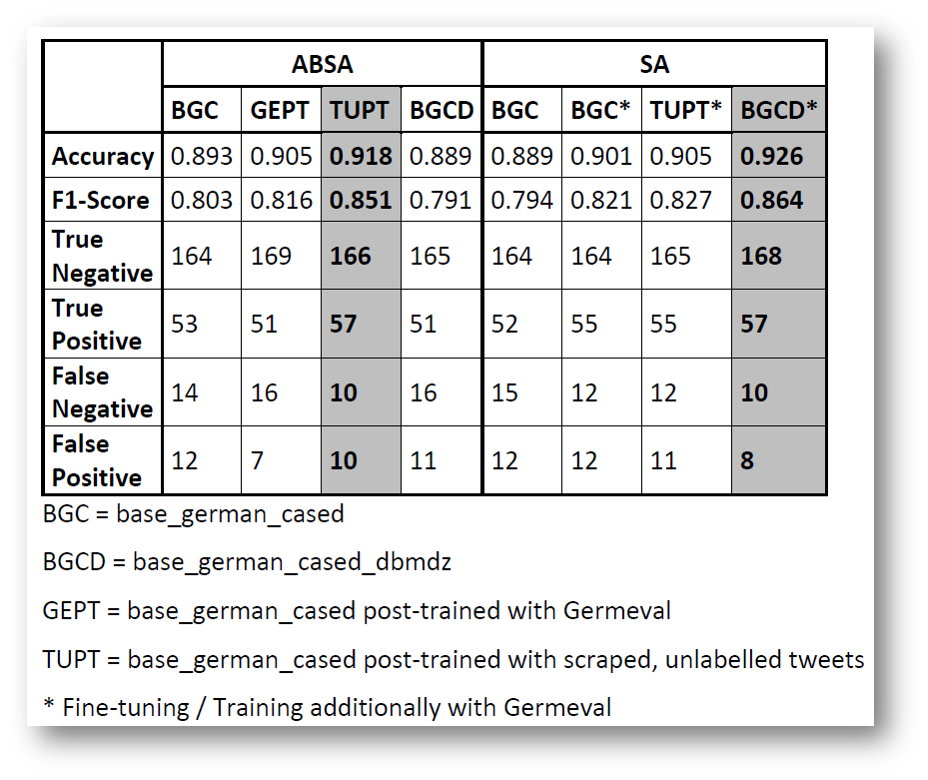 ABSA SA
BGC GEPT TUPT BGCD BGC BGC* TUPT* BGCD*
Accuracy 0.893 0.905 0.918 0.889 0.889 0.901 0.905 0.926
F1-Score 0.803 0.816 0.851 0.791 0.794 0.821 0.827 0.864
True
Negative 164 169 166 165 164 164 165 168
True
Positive 53 51 57 51 52 55 55 57
False
Negative 14 16 10 16 15 12 12 10
False
Positive 12 7 10 11 12 12 11 8
BGC = base_german_cased
BGCD = base_german_cased_dbmdz
GEPT = base_german_cased post-trained with Germeval
TUPT = base_german_cased post-trained with scraped, unlabelled tweets
* Fine-tuning / Training additionally with Germeval